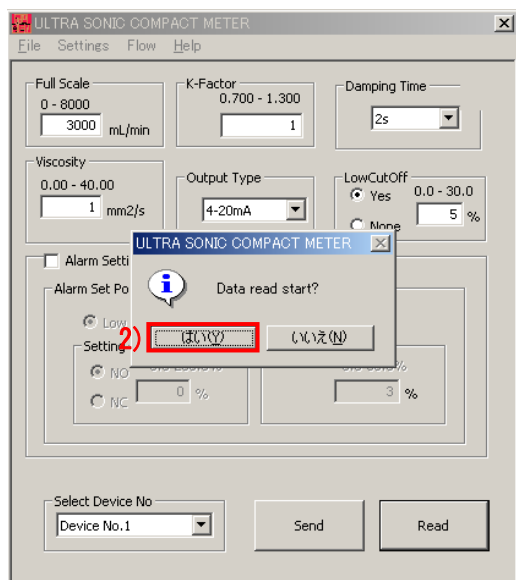 ULTRA SONIC COMPACT METER
File Settings Flow Help
Full Scale
0 - 8000
3000 mL/min
K-Factor
0.700 - 1.300
1
Damping Time
2s
Viscosity
0.00 - 40.00
1 mm2/s
Output Type
4-20mA
LowCutOff
Yes 0.0 - 30.0
5 %
None
ULTRA SONIC COMPACT METER
Data read start?
2) はい(Y) いいえ(N)
Alarm Setti
Alarm Set Po
Low
Setting
NO
NC
0 %
3 %
Select Device No
Device No.1
Send
Read